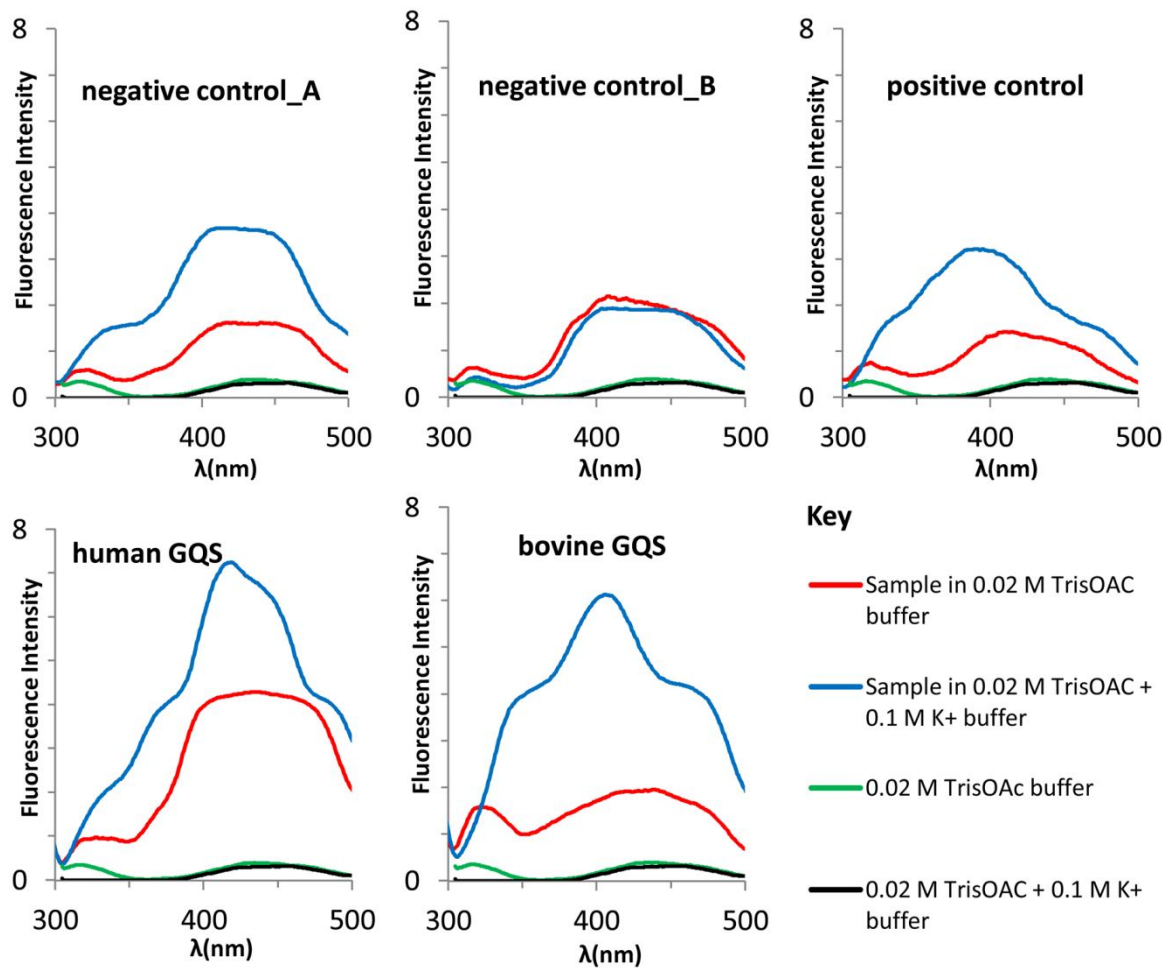 8
Fluorescence Intensity
negative control_A
0
300
400
500
λ(nm)
8
Fluorescence Intensity
negative control_B
0
300
400
500
λ(nm)
8
Fluorescence Intensity
positive control
0
300
400
500
λ(nm)
8
Fluorescence Intensity
human GQS
0
300
400
500
λ(nm)
8
Fluorescence Intensity
bovine GQS
0
300
400
500
λ(nm)
Key
Sample in 0.02 M TrisOAC
buffer
Sample in 0.02 M TrisOAC +
0.1 M K+ buffer
0.02 M TrisOAc buffer
0.02 M TrisOAC + 0.1 M K+
buffer